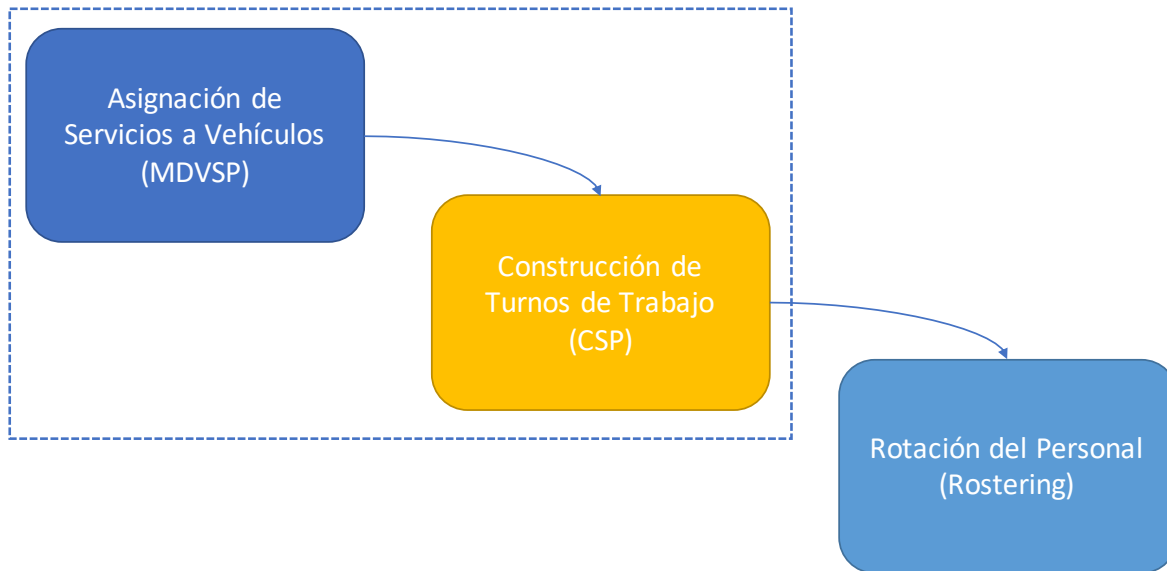 Asignación de
Servicios a Vehículos
(MDVSP)
Construcción de
Turnos de Trabajo
(CSP)
Rotación del Personal
(Rostering)